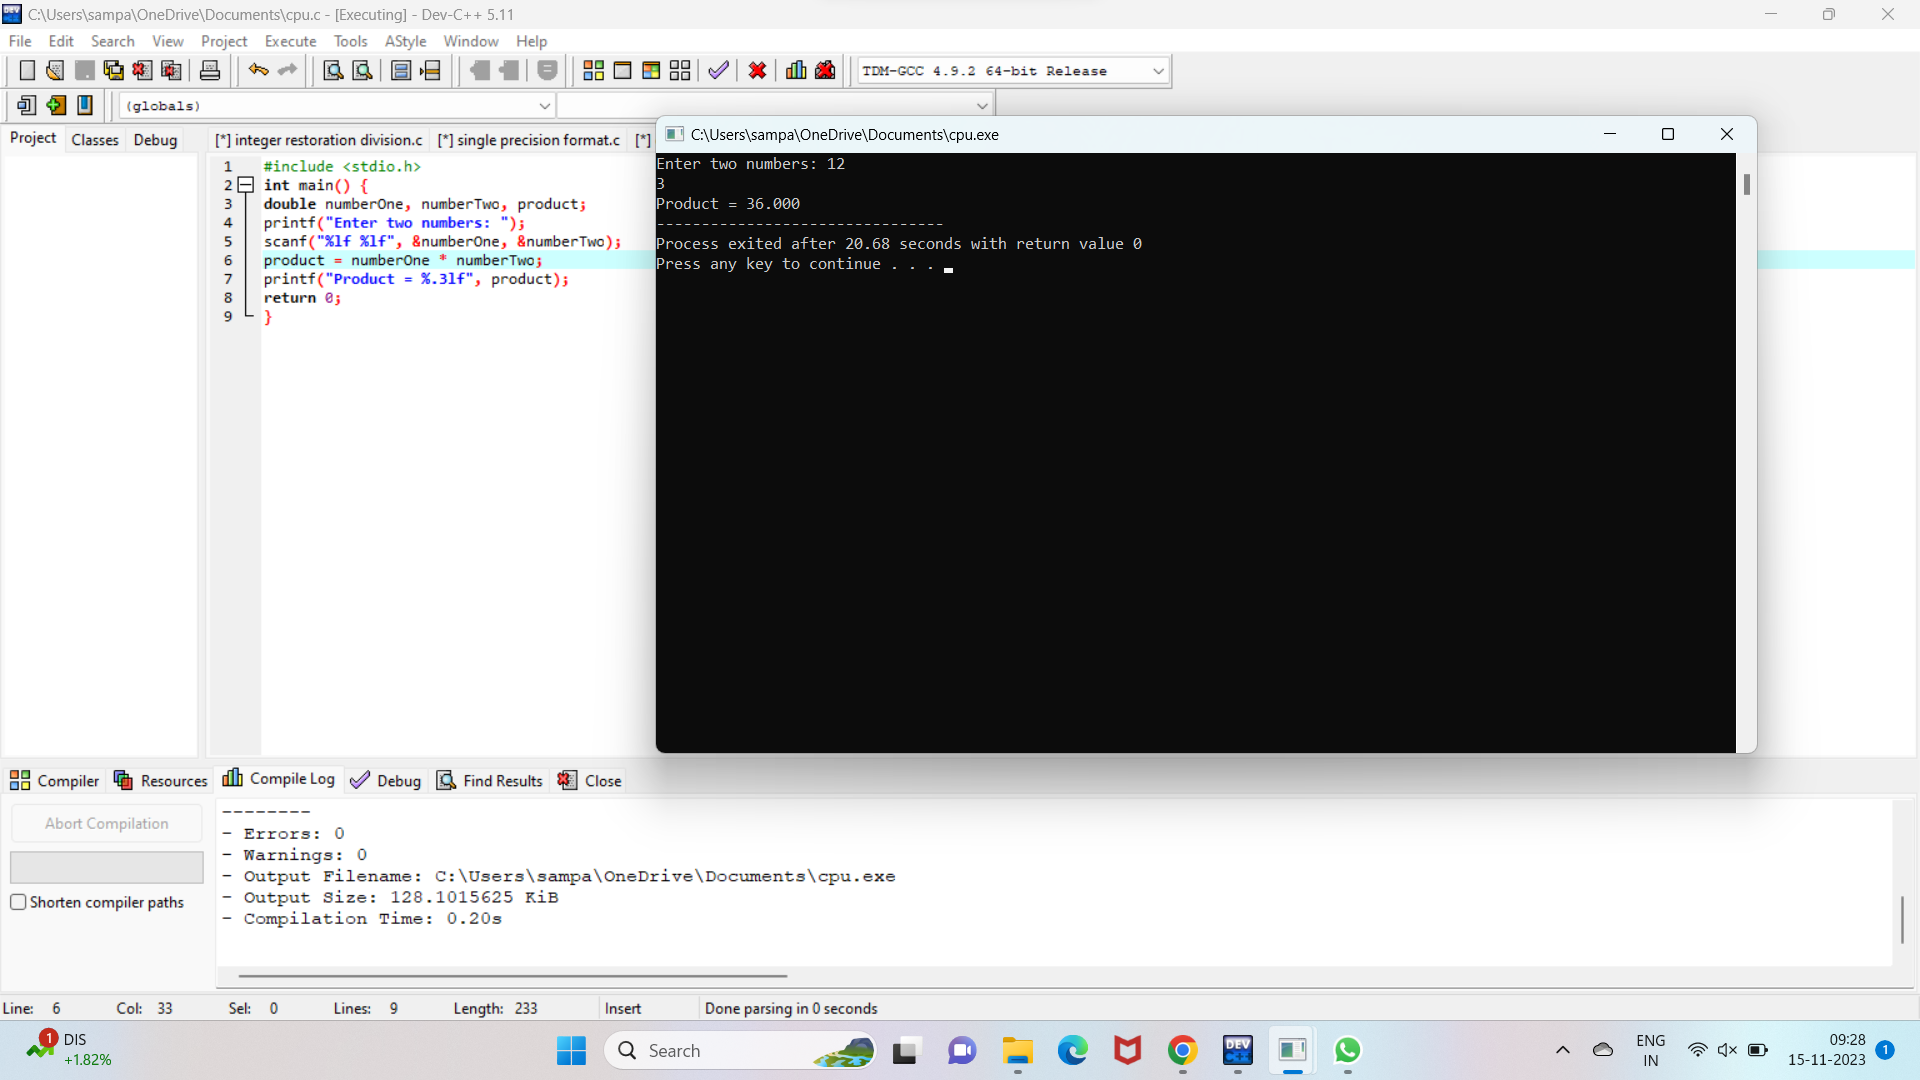 C:\Users\sampa\OneDrive\Documents\cpu.c - [Executing] - Dev-C++ 5.11
File Edit Search View Project Execute Tools AStyle Window Help
TDM-GCC 4.9.2 64-bit Release
(globals)
Project Classes Debug
[*] integer restoration division.c [*] single precision format.c [*]
1 #include <stdio.h>
2 int main() {
3 double numberOne, numberTwo, product;
4 printf("Enter two numbers: ");
5 scanf("%lf %lf", &numberOne, &numberTwo);
6 product = numberOne * numberTwo;
7 printf("Product = %.3lf", product);
8 return 0;
9 }
C:\Users\sampa\OneDrive\Documents\cpu.exe
Enter two numbers: 12
3
Product = 36.000
--------------------------------
Process exited after 20.68 seconds with return value 0
Press any key to continue . . .
Compiler Resources Compile Log Debug Find Results Close
Abort Compilation
Shorten compiler paths
--------
- Errors: 0
- Warnings: 0
- Output Filename: C:\Users\sampa\OneDrive\Documents\cpu.exe
- Output Size: 128.1015625 KiB
- Compilation Time: 0.20s
Line: 6 Col: 33 Sel: 0 Lines: 9 Length: 233 Insert Done parsing in 0 seconds
1 DIS
+1.82%
Search
DEV
ENG
IN
09:28
15-11-2023
1